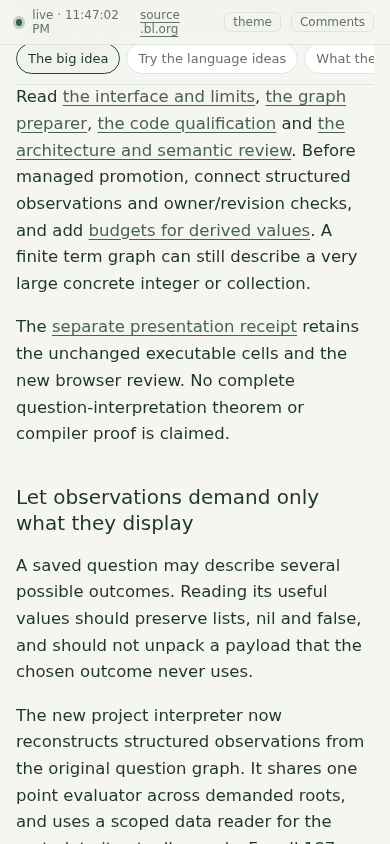 live · 11:47:02 PM
source.bl.org
theme
Comments
The big idea
Try the language ideas
What the
Read the interface and limits, the graph
preparer, the code qualification and the
architecture and semantic review. Before
managed promotion, connect structured
observations and owner/revision checks,
and add budgets for derived values. A
finite term graph can still describe a very
large concrete integer or collection.
The separate presentation receipt retains
the unchanged executable cells and the
new browser review. No complete
question-interpretation theorem or
compiler proof is claimed.
Let observations demand only
what they display
A saved question may describe several
possible outcomes. Reading its useful
values should preserve lists, nil and false,
and should not unpack a payload that the
chosen outcome never uses.
The new project interpreter now
reconstructs structured observations from
the original question graph. It shares one
point evaluator across demanded roots,
and uses a scoped data reader for the